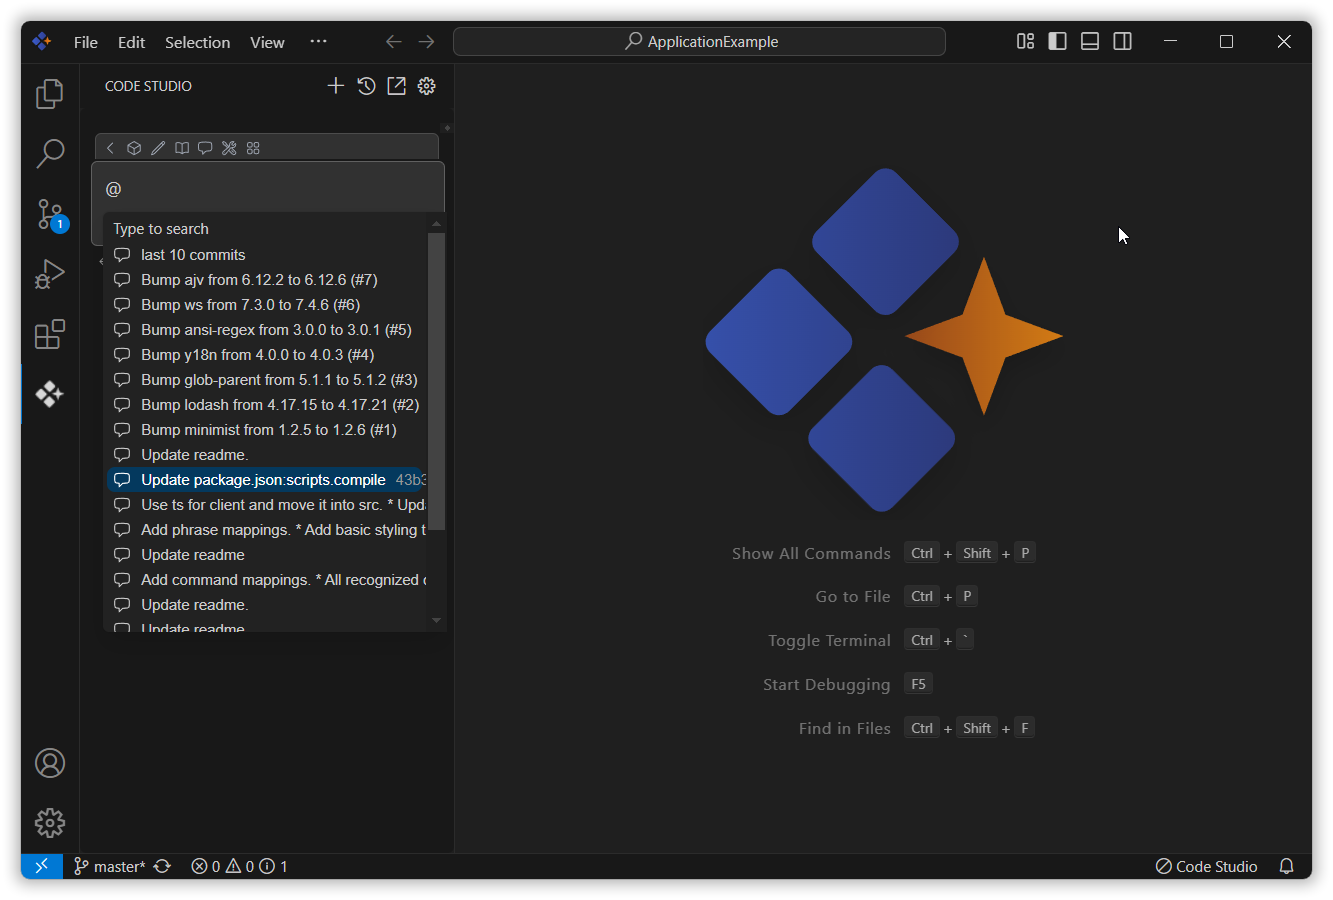 File Edit Selection View ···
ApplicationExample
CODE STUDIO
@
Type to search
last 10 commits
Bump ajv from 6.12.2 to 6.12.6 (#7)
Bump ws from 7.3.0 to 7.4.6 (#6)
Bump ansi-regex from 3.0.0 to 3.0.1 (#5)
Bump y18n from 4.0.0 to 4.0.3 (#4)
Bump glob-parent from 5.1.1 to 5.1.2 (#3)
Bump lodash from 4.17.15 to 4.17.21 (#2)
Bump minimist from 1.2.5 to 1.2.6 (#1)
Update readme.
Update package.json:scripts.compile 43b3
Use ts for client and move it into src. * Upd
Add phrase mappings. * Add basic styling t
Update readme
Add command mappings. * All recognized
Update readme.
Update readme
1
Show All Commands Ctrl + Shift + P
Go to File Ctrl + P
Toggle Terminal Ctrl + `
Start Debugging F5
Find in Files Ctrl + Shift + F
master* 0 0 1
Code Studio